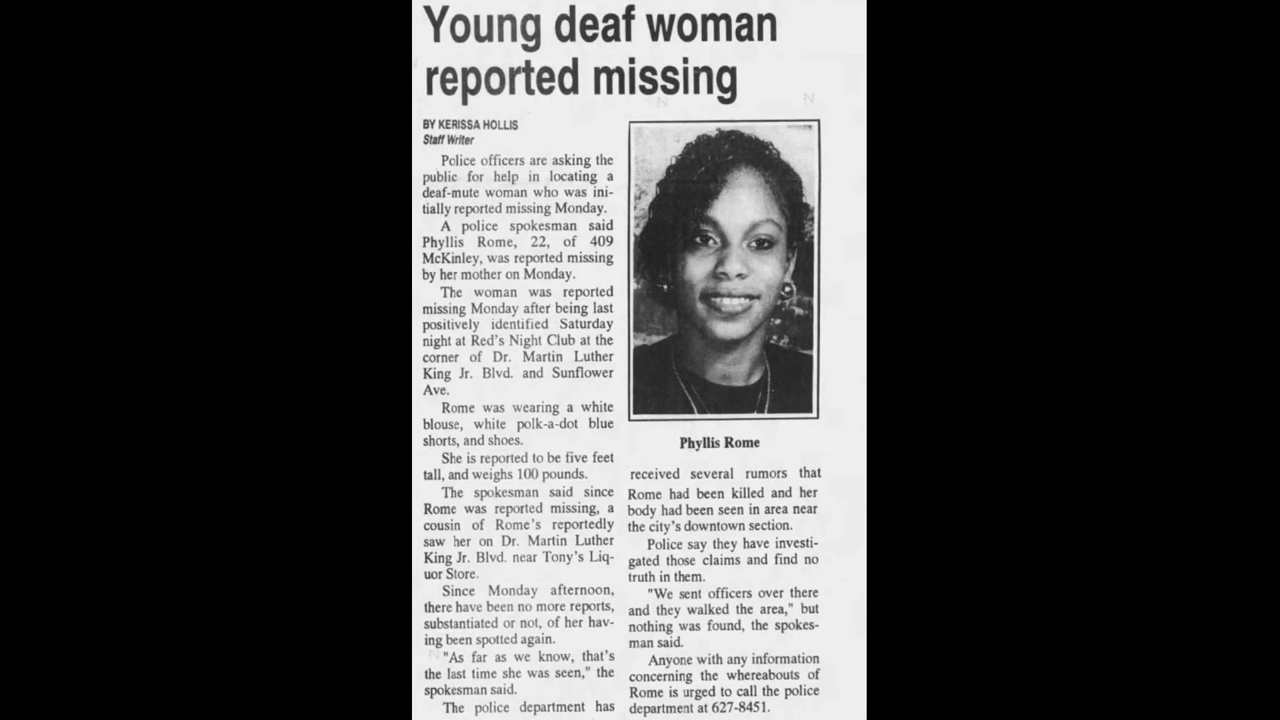 Young deaf woman
reported missing
BY KERISSA HOLLIS
Staff Writer
Police officers are asking the
public for help in locating a
deaf-mute woman who was ini-
tially reported missing Monday.
A police spokesman said
Phyllis Rome, 22, of 409
McKinley, was reported missing
by her mother on Monday.
The woman was reported
missing Monday after being last
positively identified Saturday
night at Red's Night Club at the
corner of Dr. Martin Luther
King Jr. Blvd. and Sunflower
Ave.
Rome was wearing a white
blouse, white polk-a-dot blue
shorts, and shoes.
She is reported to be five feet
tall, and weighs 100 pounds.
The spokesman said since
Rome was reported missing, a
cousin of Rome's reportedly
saw her on Dr. Martin Luther
King Jr. Blvd. near Tony's Liq-
uor Store.
Since Monday afternoon,
there have been no more reports,
substantiated or not, of her hav-
ing been spotted again.
"As far as we know, that's
the last time she was seen," the
spokesman said.
The police department has
Phyllis Rome
received several rumors that
Rome had been killed and her
body had been seen in area near
the city's downtown section.
Police say they have investi-
gated those claims and find no
truth in them.
"We sent officers over there
and they walked the area," but
nothing was found, the spokes-
man said.
Anyone with any information
concerning the whereabouts of
Rome is urged to call the police
department at 627-8451.